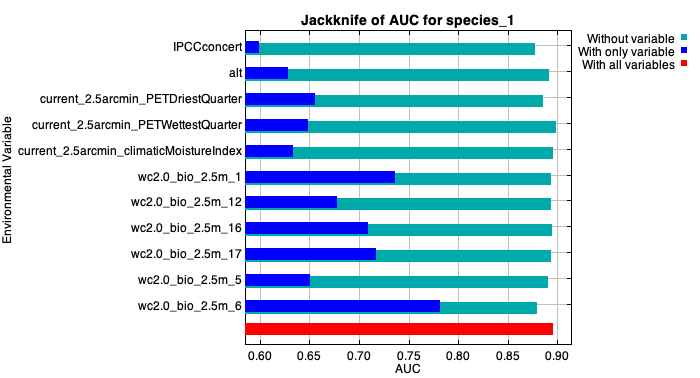 Jackknife of AUC for species_1
Without variable
With only variable
With all variables
Environmental Variable
IPCCconcert
alt
current_2.5arcmin_PETDriestQuarter
current_2.5arcmin_PETWettestQuarter
current_2.5arcmin_climaticMoistureIndex
wc2.0_bio_2.5m_1
wc2.0_bio_2.5m_12
wc2.0_bio_2.5m_16
wc2.0_bio_2.5m_17
wc2.0_bio_2.5m_5
wc2.0_bio_2.5m_6
0.60 0.65 0.70 0.75 0.80 0.85 0.90
AUC